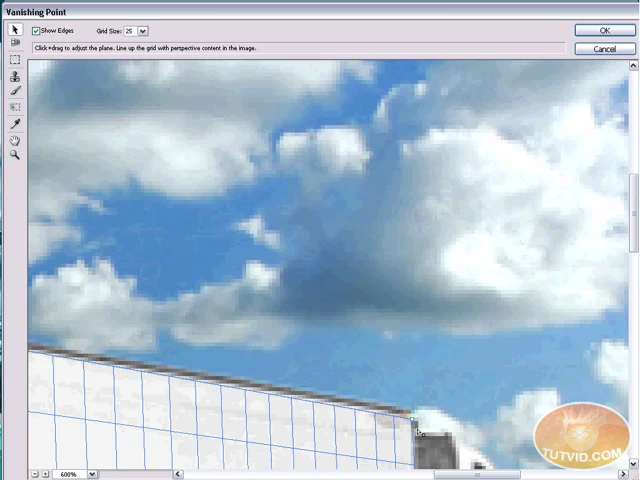 Vanishing Point
Show Edges
Grid Size: 25
OK
Click+drag to adjust the plane. Line up the grid with perspective content in the image.
Cancel
TUTVID.COM
600%